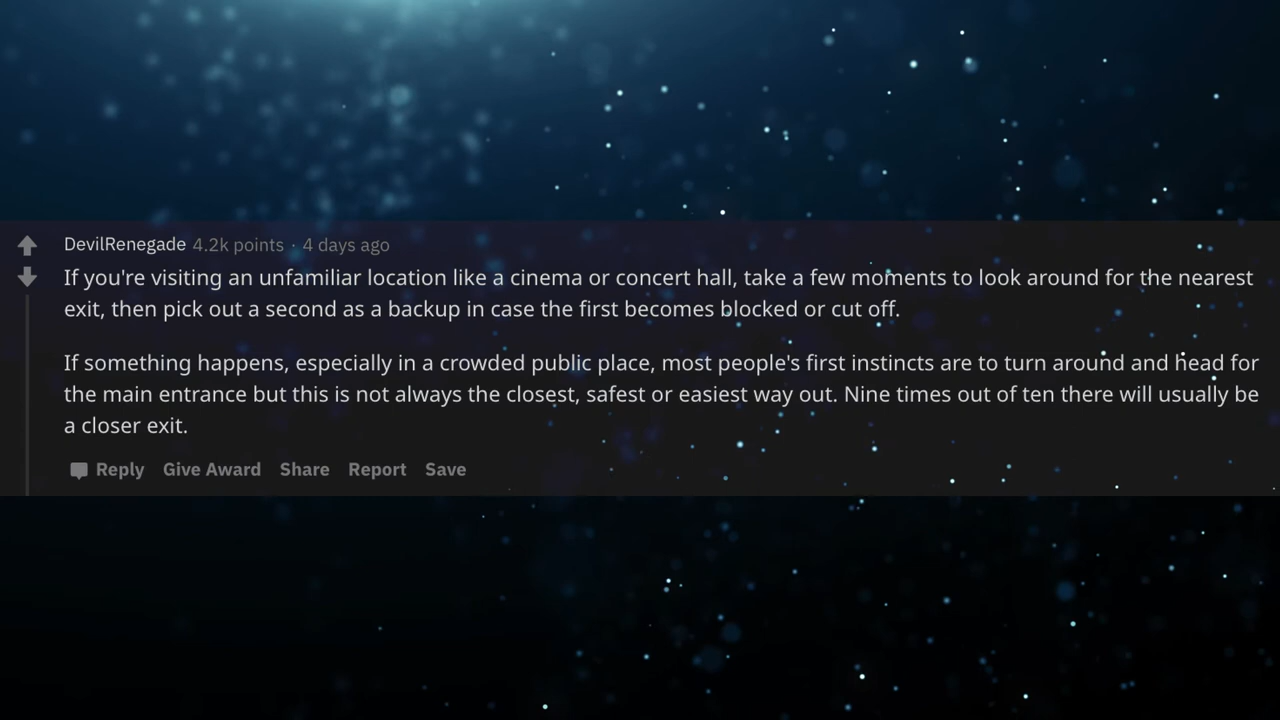 DevilRenegade 4.2k points · 4 days ago
If you're visiting an unfamiliar location like a cinema or concert hall, take a few moments to look around for the nearest
exit, then pick out a second as a backup in case the first becomes blocked or cut off.
If something happens, especially in a crowded public place, most people's first instincts are to turn around and head for
the main entrance but this is not always the closest, safest or easiest way out. Nine times out of ten there will usually be
a closer exit.
Reply Give Award Share Report Save